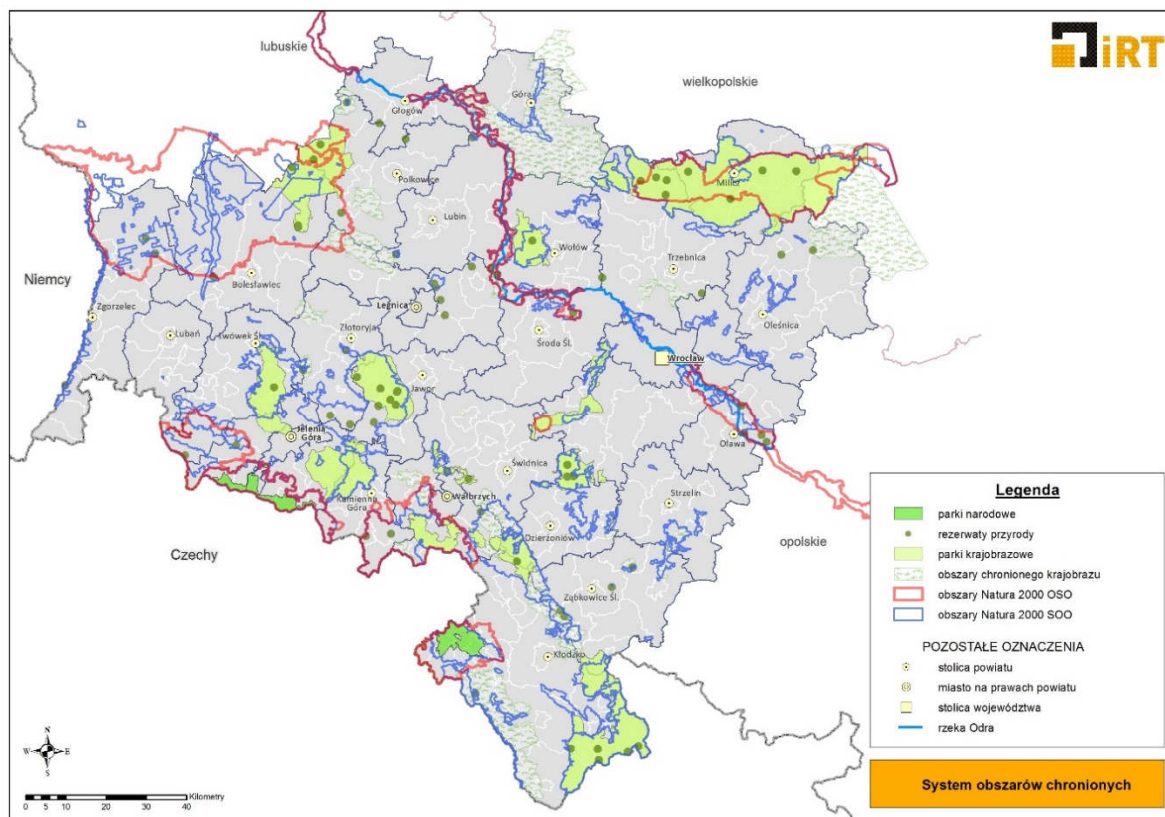 lubuskie
iRT
wielkopolskie
Góra
Głogów
Polkowice
Milicz
Lubin
Wołów
Trzebnica
Niemcy
Bolesławiec
Legnica
Zgorzelec
Oleśnica
Lubań
Lwówek Śl.
Złotoryja
Środa Śl.
Wrocław
Jawor
Jelenia
Góra
Oława
Świdnica
Kamienna
Góra
Wałbrzych
Strzelin
Dzierżoniów
Czechy
opolskie
Ząbkowice Śl.
Kłodzko
Legenda
parki narodowe
rezerwaty przyrody
parki krajobrazowe
obszary chronionego krajobrazu
obszary Natura 2000 OSO
obszary Natura 2000 SOO
POZOSTAŁE OZNACZENIA
stolica powiatu
miasto na prawach powiatu
stolica województwa
rzeka Odra
System obszarów chronionych
N
W E
S
Kilometry
0 5 10 20 30 40